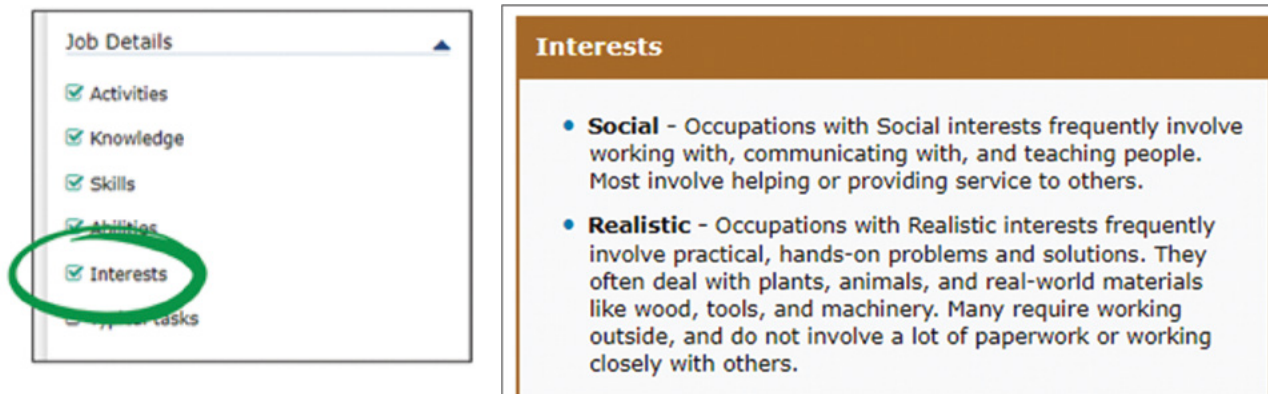 Job Details
Activities
Knowledge
Skills
Abilities
Interests
Typical tasks
Interests
• Social - Occupations with Social interests frequently involve
working with, communicating with, and teaching people.
Most involve helping or providing service to others.
• Realistic - Occupations with Realistic interests frequently
involve practical, hands-on problems and solutions. They
often deal with plants, animals, and real-world materials
like wood, tools, and machinery. Many require working
outside, and do not involve a lot of paperwork or working
closely with others.